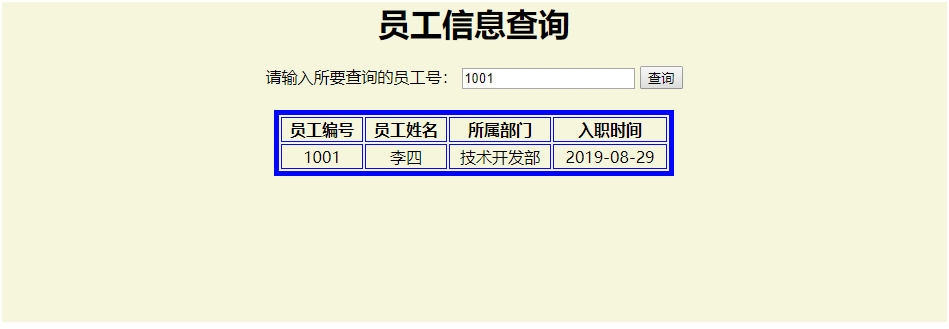 员工信息查询
请输入所要查询的员工号： 1001 查询
员工编号 员工姓名 所属部门 入职时间
1001 李四 技术开发部 2019-08-29